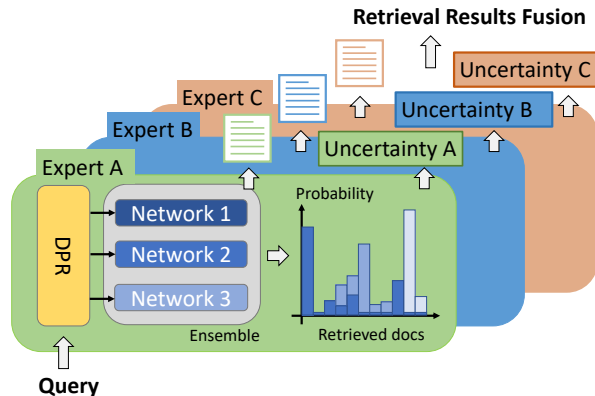 Retrieval Results Fusion
Uncertainty C
Expert C
Uncertainty B
Expert B
Uncertainty A
Expert A
DPR
Network 1
Network 2
Network 3
Ensemble
Probability
Retrieved docs
Query